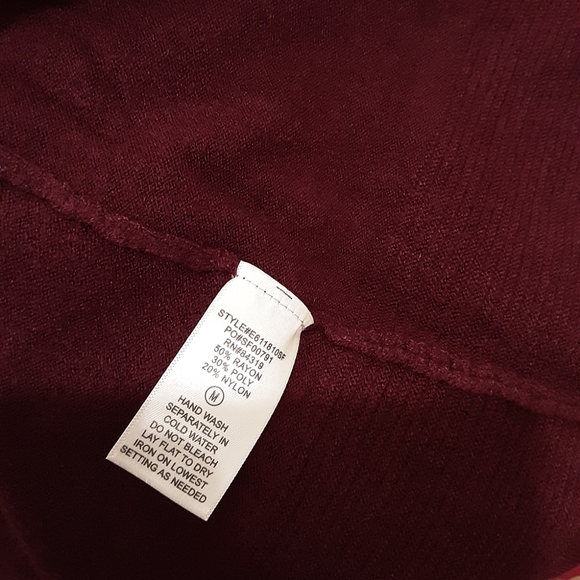 STYLE#E611810SF
PO#SF00791
RN#84319
50% RAYON
30% POLY
20% NYLON
M
HAND WASH
SEPARATELY IN
COLD WATER
DO NOT BLEACH
LAY FLAT TO DRY
IRON ON LOWEST
SETTING AS NEEDED